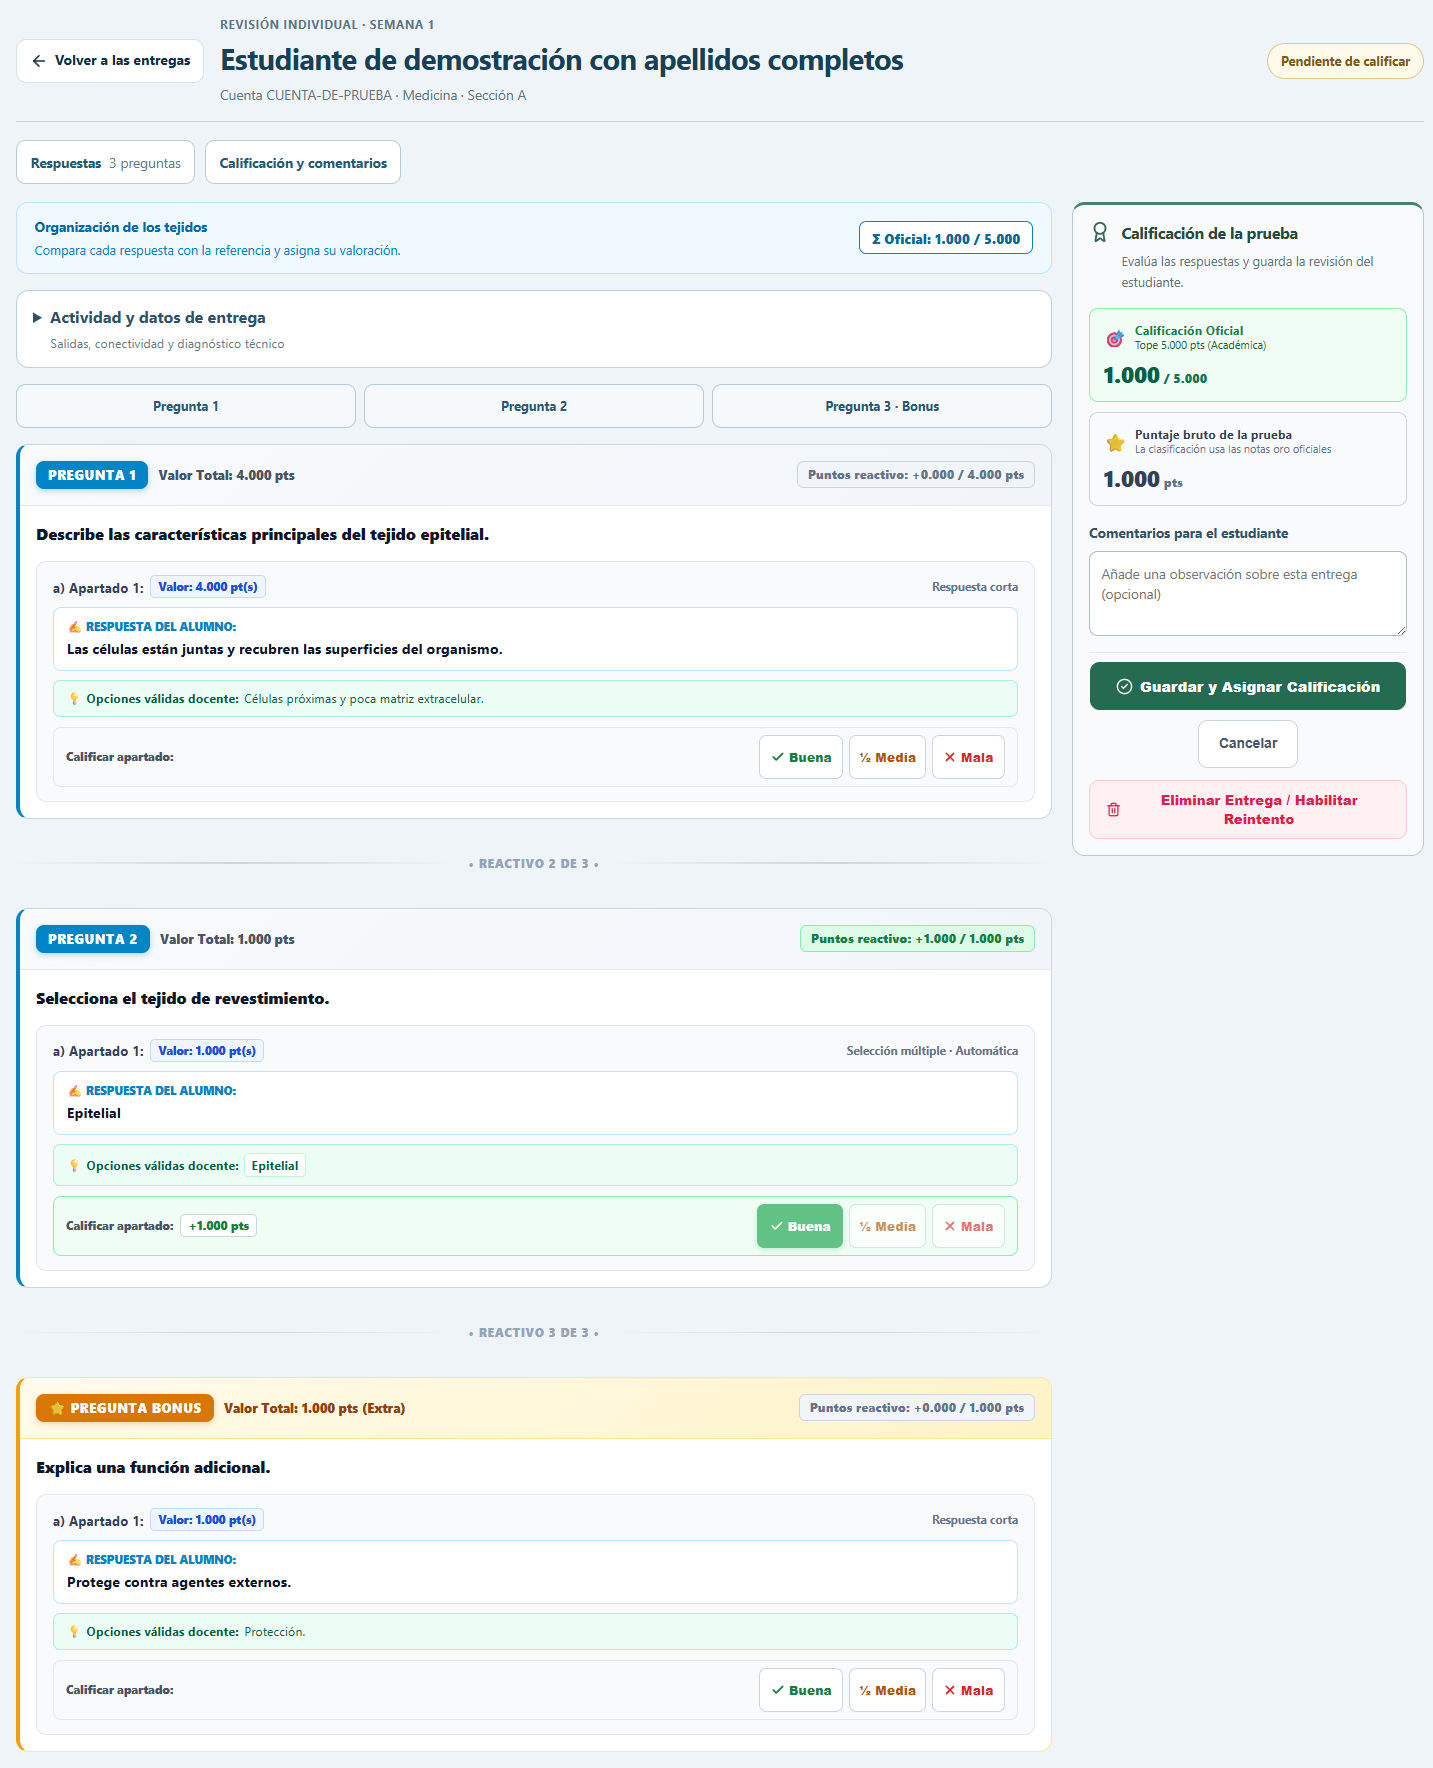 REVISIÓN INDIVIDUAL · SEMANA 1
Volver a las entregas
Estudiante de demostración con apellidos completos
Pendiente de calificar
Cuenta CUENTA-DE-PRUEBA · Medicina · Sección A
Respuestas 3 preguntas
Calificación y comentarios
Organización de los tejidos
Compara cada respuesta con la referencia y asigna su valoración.
Σ Oficial: 1.000 / 5.000
Actividad y datos de entrega
Salidas, conectividad y diagnóstico técnico
Pregunta 1
Pregunta 2
Pregunta 3 · Bonus
PREGUNTA 1
Valor Total: 4.000 pts
Puntos reactivo: +0.000 / 4.000 pts
Describe las características principales del tejido epitelial.
a) Apartado 1: Valor: 4.000 pt(s)
Respuesta corta
RESPUESTA DEL ALUMNO:
Las células están juntas y recubren las superficies del organismo.
Opciones válidas docente: Células próximas y poca matriz extracelular.
Calificar apartado:
Buena
½ Media
Mala
• REACTIVO 2 DE 3 •
PREGUNTA 2
Valor Total: 1.000 pts
Puntos reactivo: +1.000 / 1.000 pts
Selecciona el tejido de revestimiento.
a) Apartado 1: Valor: 1.000 pt(s)
Selección múltiple · Automática
RESPUESTA DEL ALUMNO:
Epitelial
Opciones válidas docente: Epitelial
Calificar apartado: +1.000 pts
Buena
½ Media
Mala
• REACTIVO 3 DE 3 •
PREGUNTA BONUS
Valor Total: 1.000 pts (Extra)
Puntos reactivo: +0.000 / 1.000 pts
Explica una función adicional.
a) Apartado 1: Valor: 1.000 pt(s)
Respuesta corta
RESPUESTA DEL ALUMNO:
Protege contra agentes externos.
Opciones válidas docente: Protección.
Calificar apartado:
Buena
½ Media
Mala
Calificación de la prueba
Evalúa las respuestas y guarda la revisión del
estudiante.
Calificación Oficial
Tope 5.000 pts (Académica)
1.000 / 5.000
Puntaje bruto de la prueba
La clasificación usa las notas oro oficiales
1.000 pts
Comentarios para el estudiante
Añade una observación sobre esta entrega
(opcional)
Guardar y Asignar Calificación
Cancelar
Eliminar Entrega / Habilitar
Reintento